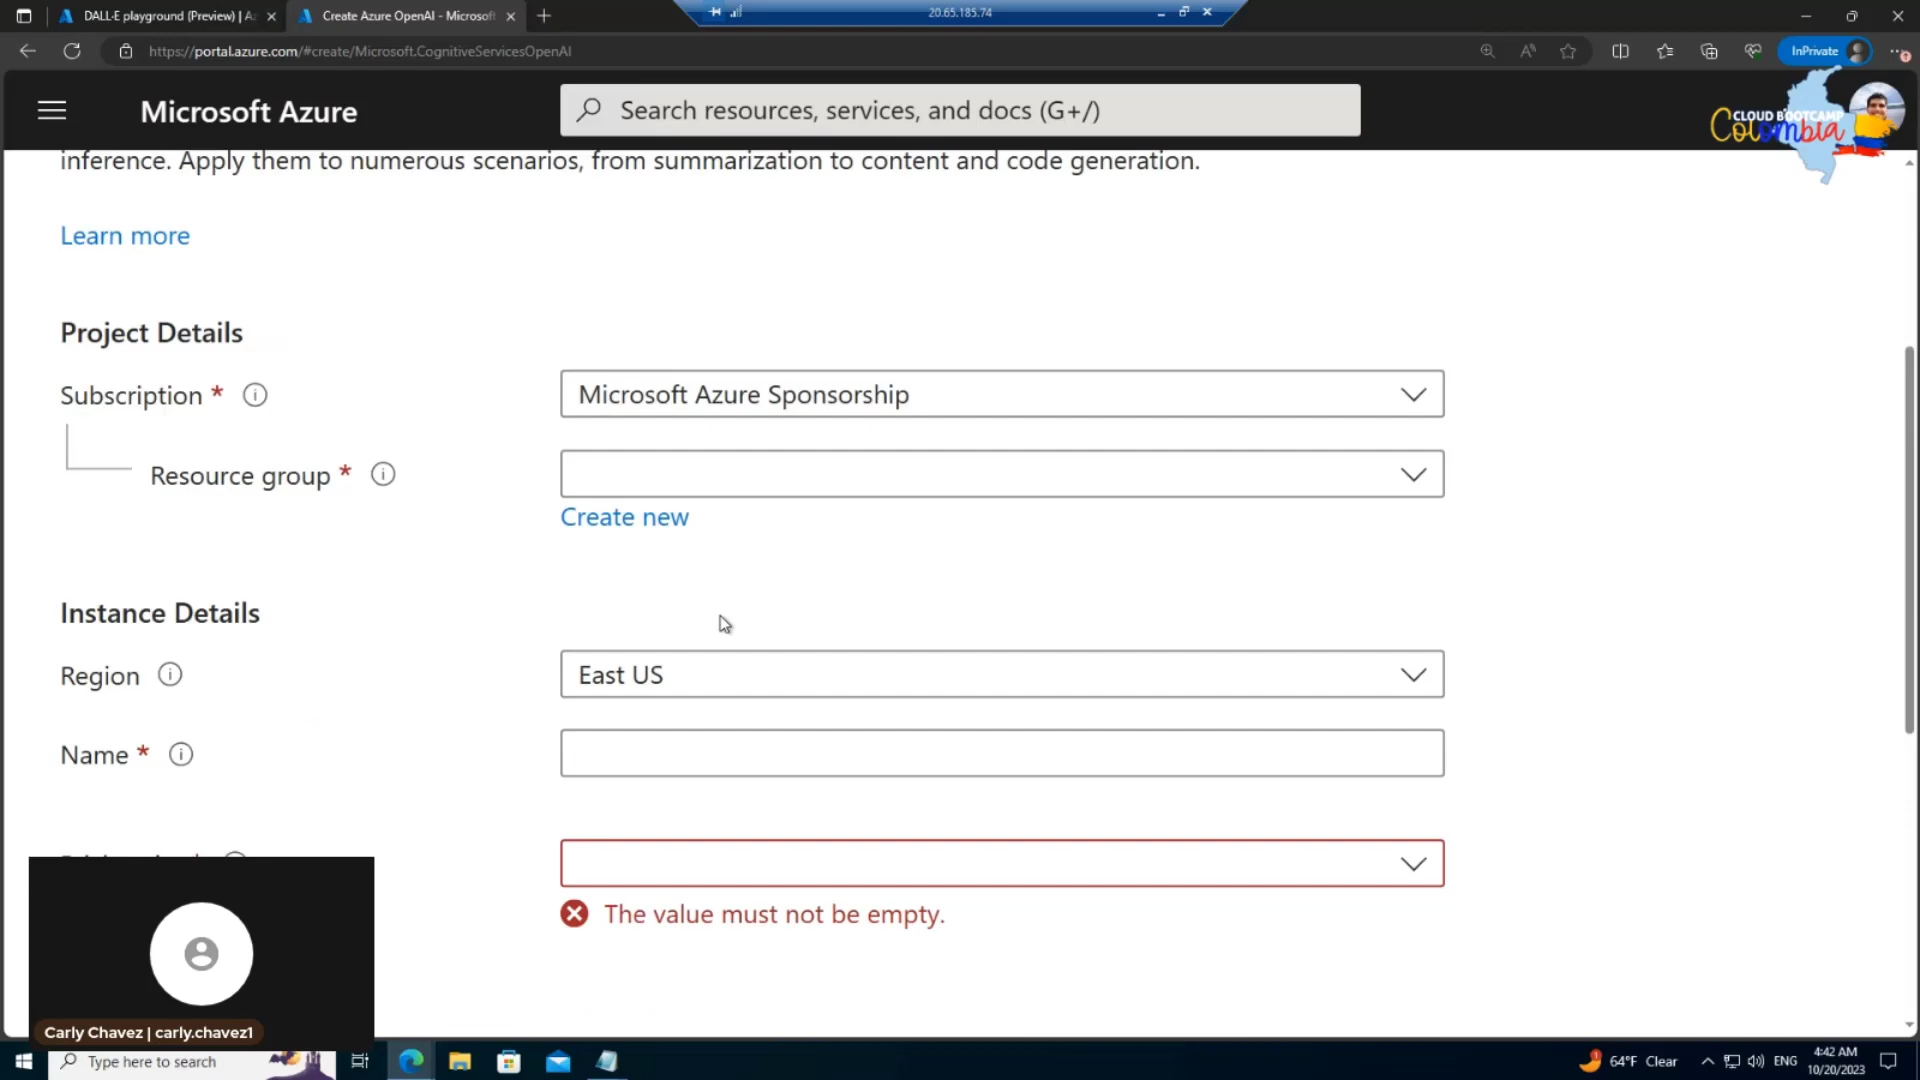 DALL·E playground (Preview) | Az
Create Azure OpenAI - Microsoft
20.65.185.74
https://portal.azure.com/#create/Microsoft.CognitiveServicesOpenAI
InPrivate
Microsoft Azure
Search resources, services, and docs (G+/)
CLOUD BOOTCAMP
Colombia
inference. Apply them to numerous scenarios, from summarization to content and code generation.
Learn more
Project Details
Subscription *
Microsoft Azure Sponsorship
Resource group *
Create new
Instance Details
Region
East US
Name *
The value must not be empty.
Carly Chavez | carly.chavez1
Type here to search
64°F Clear
ENG
4:42 AM
10/20/2023